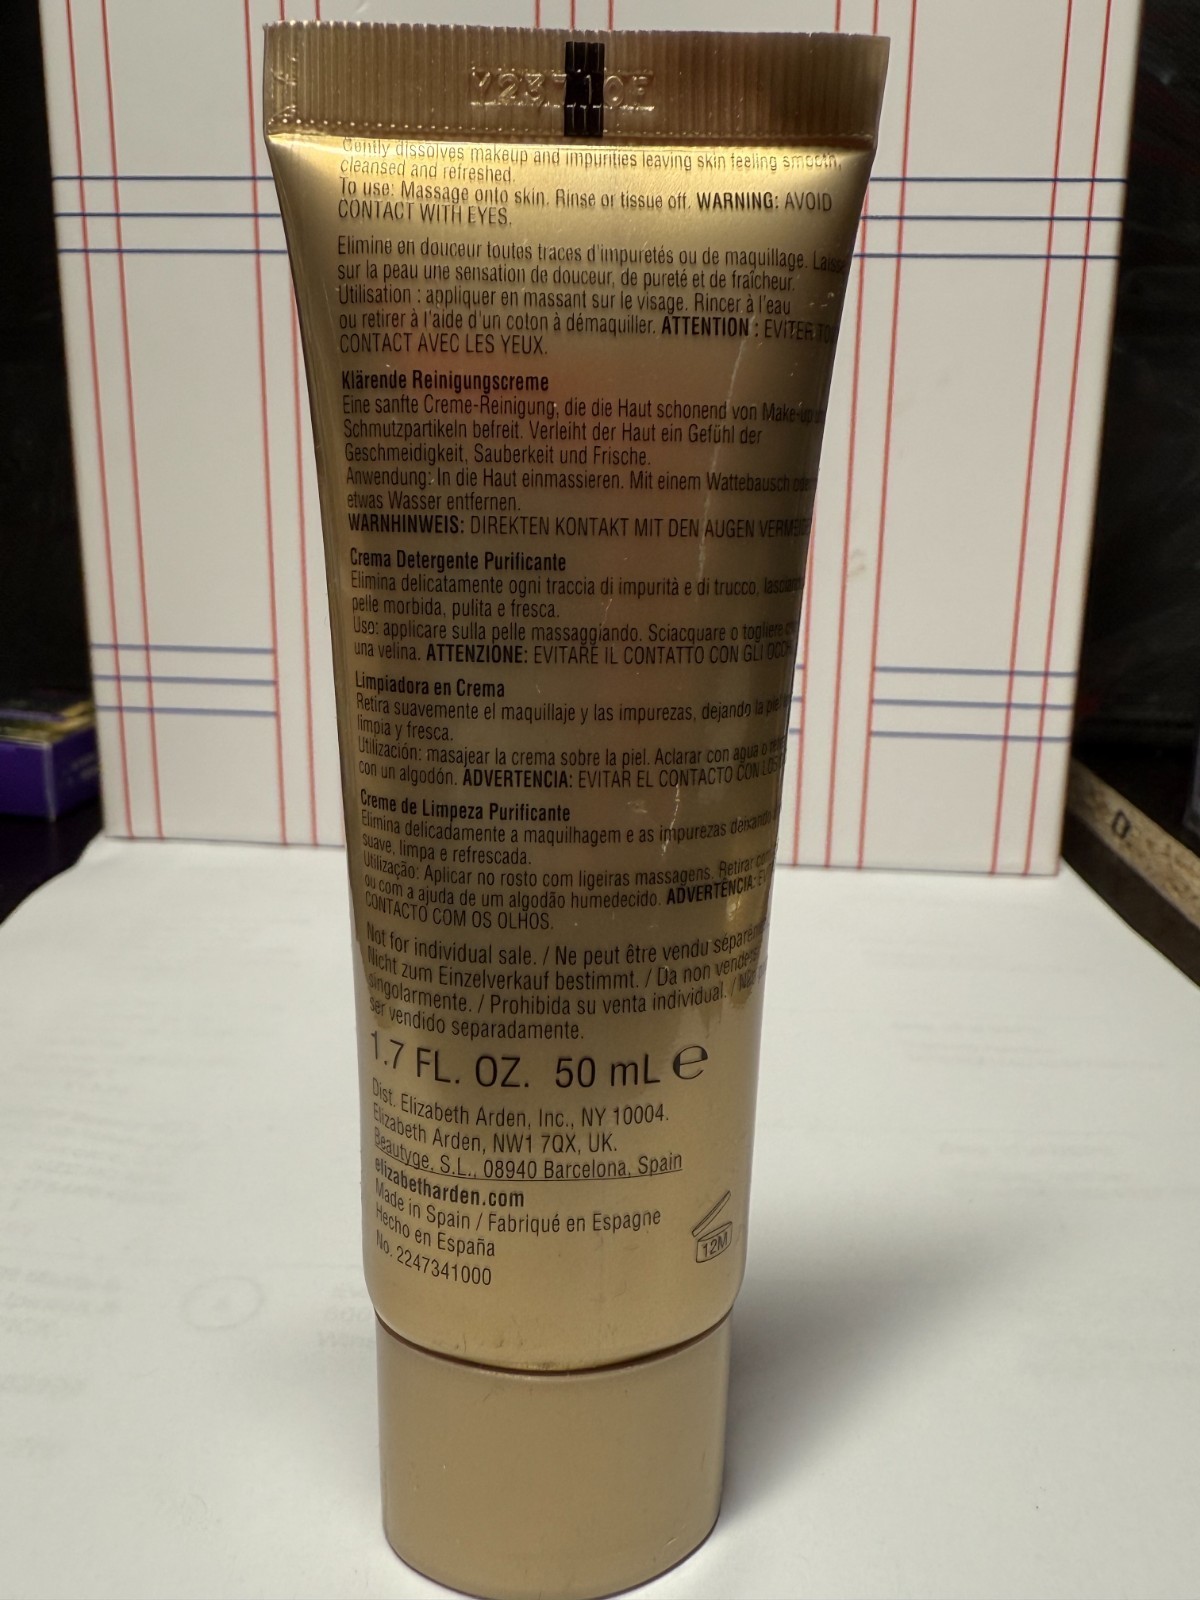 Gently dissolves makeup and impurities leaving skin feeling smooth,
cleansed and refreshed.
To use: Massage onto skin. Rinse or tissue off. WARNING: AVOID
CONTACT WITH EYES.
Elimine en douceur toutes traces d'impuretés ou de maquillage.
sur la peau une sensation de douceur, de pureté et de fraîcheur.
Utilisation : appliquer en massant sur le visage. Rincer à l'eau
ou retirer à l'aide d'un coton à démaquiller. ATTENTION : EVITER
CONTACT AVEC LES YEUX.
Klärende Reinigungscreme
Eine sanfte Creme-Reinigung, die die Haut schonend von Make-up
Schmutzpartikeln befreit. Verleiht der Haut ein Gefühl der
Geschmeidigkeit, Sauberkeit und Frische.
Anwendung: In die Haut einmassieren. Mit einem Wattebausch oder
etwas Wasser entfernen.
WARNHINWEIS: DIREKTEN KONTAKT MIT DEN AUGEN
Crema Detergente Purificante
Elimina delicatamente ogni traccia di impurità e di trucco,
pelle morbida, pulita e fresca.
Uso: applicare sulla pelle massaggiando. Sciacquare o togliere
una velina. ATTENZIONE: EVITARE IL CONTATTO CON GLI
Limpiadora en Crema
Retira suavemente el maquillaje y las impurezas, dejando la piel
limpia y fresca.
Utilización: masajear la crema sobre la piel. Aclarar con agua o
con un algodón. ADVERTENCIA: EVITAR EL CONTACTO CON LOS
Creme de Limpeza Purificante
Elimina delicadamente a maquilhagem e as impurezas deixando
suave, limpa e refrescada.
Utilização: Aplicar no rosto com ligeiras massagens. Retirar
ou com a ajuda de um algodão humedecido. ADVERTÊNCIA:
CONTACTO COM OS OLHOS.
Not for individual sale. / Ne peut être vendu
Nicht zum Einzelverkauf bestimmt. / Da non vendersi
singolarmente. / Prohibida su venta individual. /
ser vendido separadamente.
1.7 FL. OZ. 50 mL ℮
Dist. Elizabeth Arden, Inc., NY 10004.
Elizabeth Arden, NW1 7QX, UK.
Beautyge, S.L., 08940 Barcelona, Spain
elizabetharden.com
Made in Spain / Fabriqué en Espagne
Hecho en España
No. 2247341000
12M